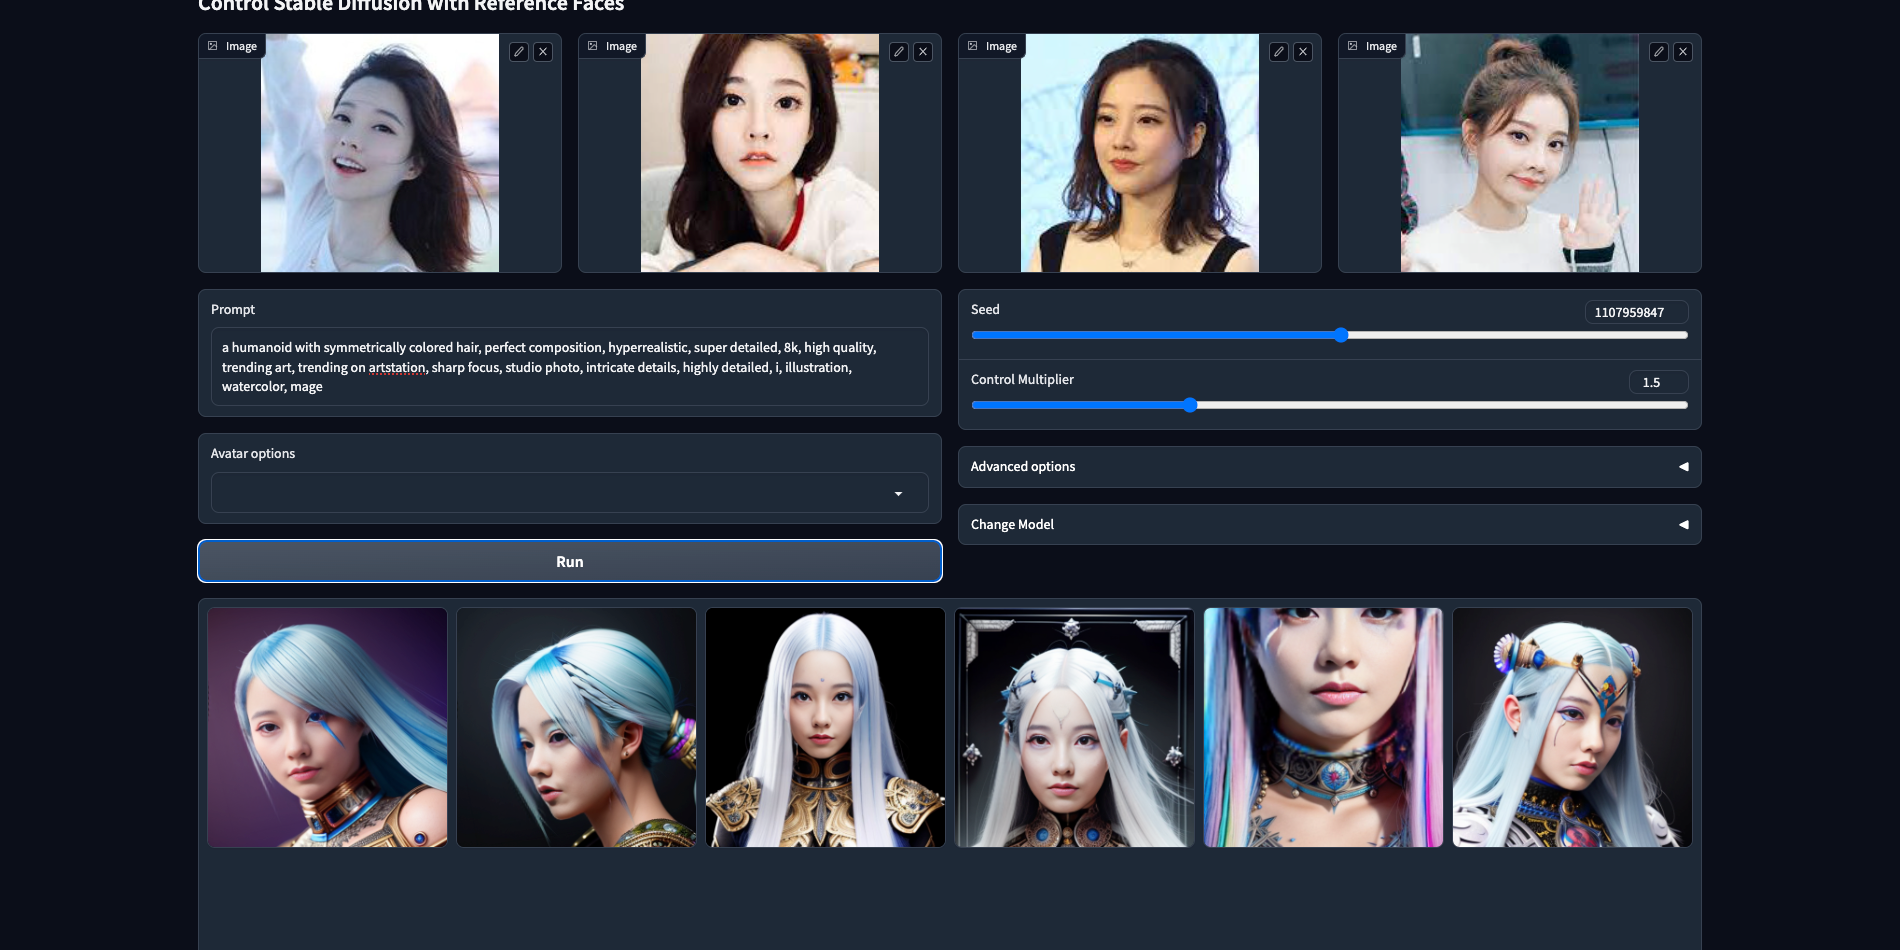 Control Stable Diffusion with Reference Faces
Image
Image
Image
Image
Prompt
a humanoid with symmetrically colored hair, perfect composition, hyperrealistic, super detailed, 8k, high quality,
trending art, trending on artstation, sharp focus, studio photo, intricate details, highly detailed, i, illustration,
watercolor, mage
Seed
1107959847
Control Multiplier
1.5
Avatar options
Advanced options
Change Model
Run